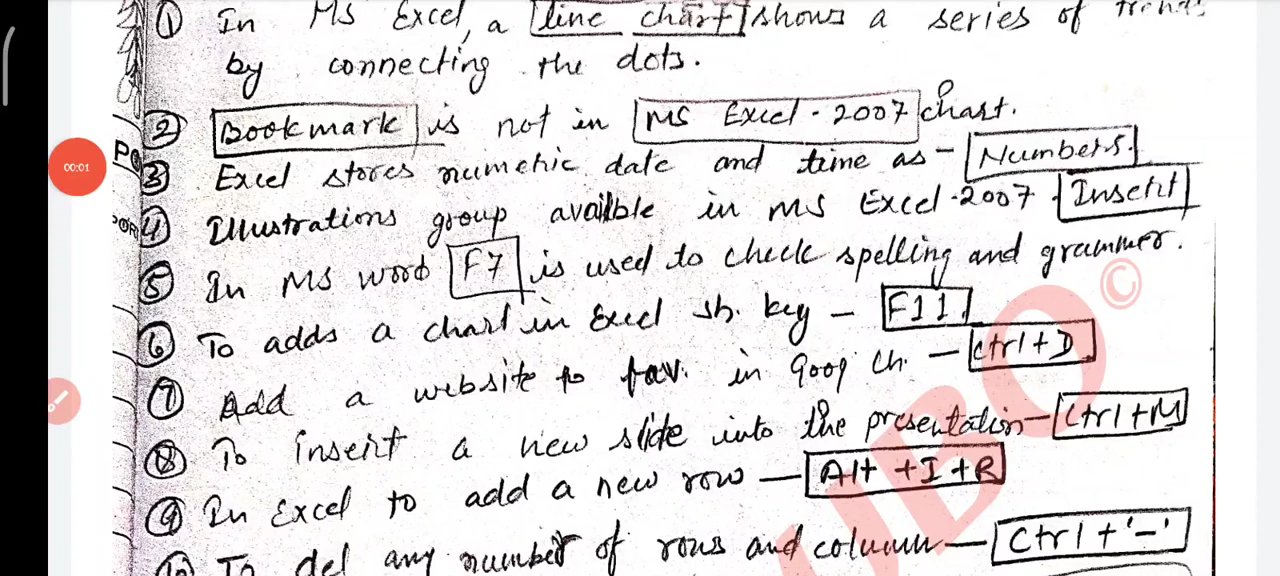 ① In MS Excel, a line chart shows a series of trends
by connecting the dots.
② Bookmark is not in MS Excel-2007 chart.
③ Excel stores numeric date and time as - Numbers.
④ Illustrations group availble in MS Excel-2007 - Insert
⑤ In MS word F7 is used to check spelling and grammer.
⑥ To adds a chart in Excel sh. key - F11.
⑦ Add a website to fav. in goog ch. - Ctrl+D
⑧ To insert a new slide into the presentation - Ctrl+M
⑨ In Excel to add a new row - Alt+I+R
⑩ To del any number of rows and column - Ctrl+'-'
00:01
©